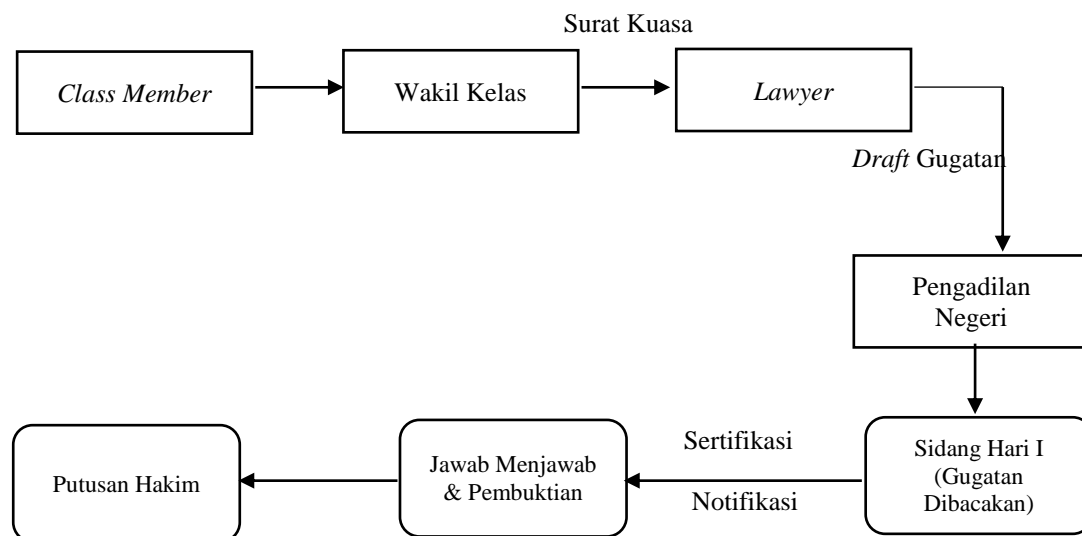 Surat Kuasa
Class Member
Wakil Kelas
Lawyer
Draft Gugatan
Pengadilan
Negeri
Sidang Hari I
(Gugatan
Dibacakan)
Sertifikasi
Notifikasi
Jawab Menjawab
& Pembuktian
Putusan Hakim